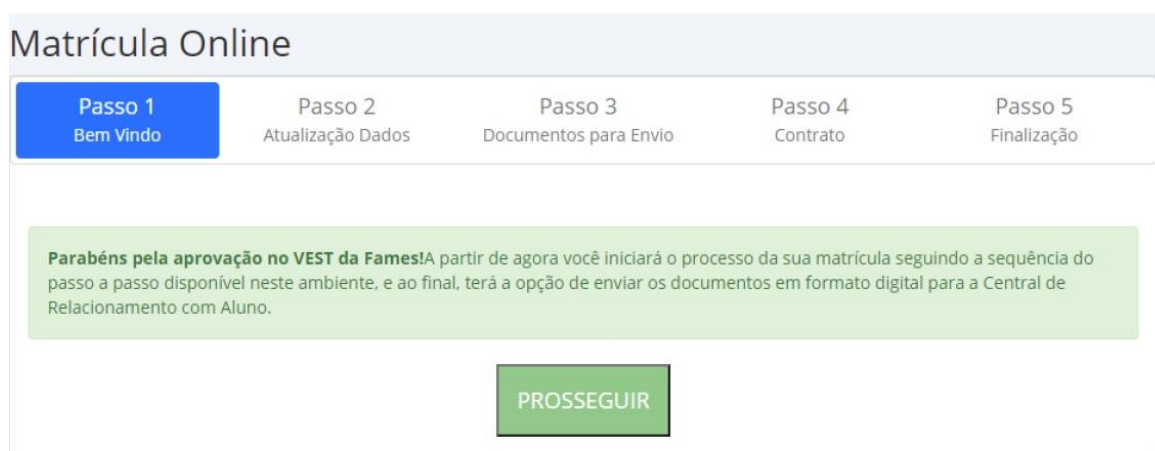 Matrícula Online
Passo 1
Bem Vindo
Passo 2
Atualização Dados
Passo 3
Documentos para Envio
Passo 4
Contrato
Passo 5
Finalização
Parabéns pela aprovação no VEST da Fames!A partir de agora você iniciará o processo da sua matrícula seguindo a sequência do
passo a passo disponível neste ambiente, e ao final, terá a opção de enviar os documentos em formato digital para a Central de
Relacionamento com Aluno.
PROSSEGUIR